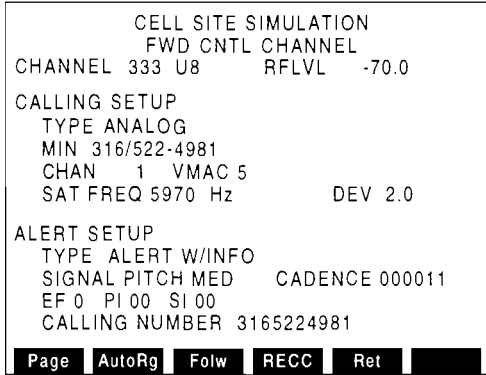 CELL SITE SIMULATION
FWD CNTL CHANNEL
CHANNEL 333 U8 RFLVL -70.0
CALLING SETUP
TYPE ANALOG
MIN 316/522-4981
CHAN 1 VMAC 5
SAT FREQ 5970 Hz DEV 2.0
ALERT SETUP
TYPE ALERT W/INFO
SIGNAL PITCH MED CADENCE 000011
EF 0 PI 00 SI 00
CALLING NUMBER 3165224981
Page AutoRg Folw RECC Ret